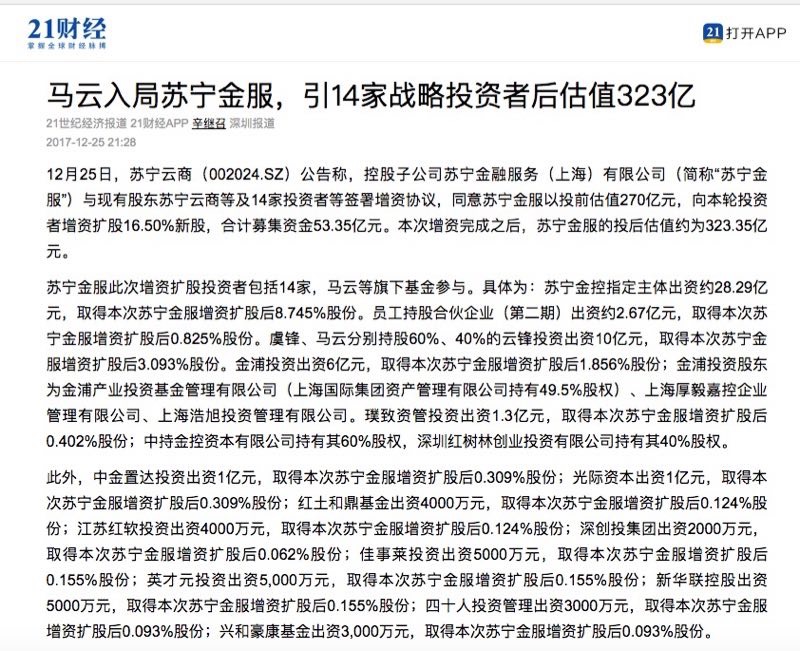 21财经
掌握全球财经脉搏
21 打开APP
马云入局苏宁金服，引14家战略投资者后估值323亿
21世纪经济报道 21财经APP 辛继召 深圳报道
2017-12-25 21:28
12月25日，苏宁云商（002024.SZ）公告称，控股子公司苏宁金融服务（上海）有限公司（简称“苏宁金
服”）与现有股东苏宁云商等及14家投资者等签署增资协议，同意苏宁金服以投前估值270亿元，向本轮投资
者增资扩股16.50%新股，合计募集资金53.35亿元。本次增资完成之后，苏宁金服的投后估值约为323.35亿
元。
苏宁金服此次增资扩股投资者包括14家，马云等旗下基金参与。具体为：苏宁金控指定主体出资约28.29亿
元，取得本次苏宁金服增资扩股后8.745%股份。员工持股合伙企业（第二期）出资约2.67亿元，取得本次苏
宁金服增资扩股后0.825%股份。虞锋、马云分别持股60%、40%的云锋投资出资10亿元，取得本次苏宁金
服增资扩股后3.093%股份。金浦投资出资6亿元，取得本次苏宁金服增资扩股后1.856%股份；金浦投资股东
为金浦产业投资基金管理有限公司（上海国际集团资产管理有限公司持有49.5%股权）、上海厚毅嘉控企业
管理有限公司、上海浩旭投资管理有限公司。璞致资管投资出资1.3亿元，取得本次苏宁金服增资扩股后
0.402%股份；中持金控资本有限公司持有其60%股权，深圳红树林创业投资有限公司持有其40%股权。
此外，中金置达投资出资1亿元，取得本次苏宁金服增资扩股后0.309%股份；光际资本出资1亿元，取得本
次苏宁金服增资扩股后0.309%股份；红土和鼎基金出资4000万元，取得本次苏宁金服增资扩股后0.124%股
份；江苏红软投资出资4000万元，取得本次苏宁金服增资扩股后0.124%股份；深创投集团出资2000万元，
取得本次苏宁金服增资扩股后0.062%股份；佳事莱投资出资5000万元，取得本次苏宁金服增资扩股后
0.155%股份；英才元投资出资5,000万元，取得本次苏宁金服增资扩股后0.155%股份；新华联控股出资
5000万元，取得本次苏宁金服增资扩股后0.155%股份；四十人投资管理出资3000万元，取得本次苏宁金服
增资扩股后0.093%股份；兴和豪康基金出资3,000万元，取得本次苏宁金服增资扩股后0.093%股份。